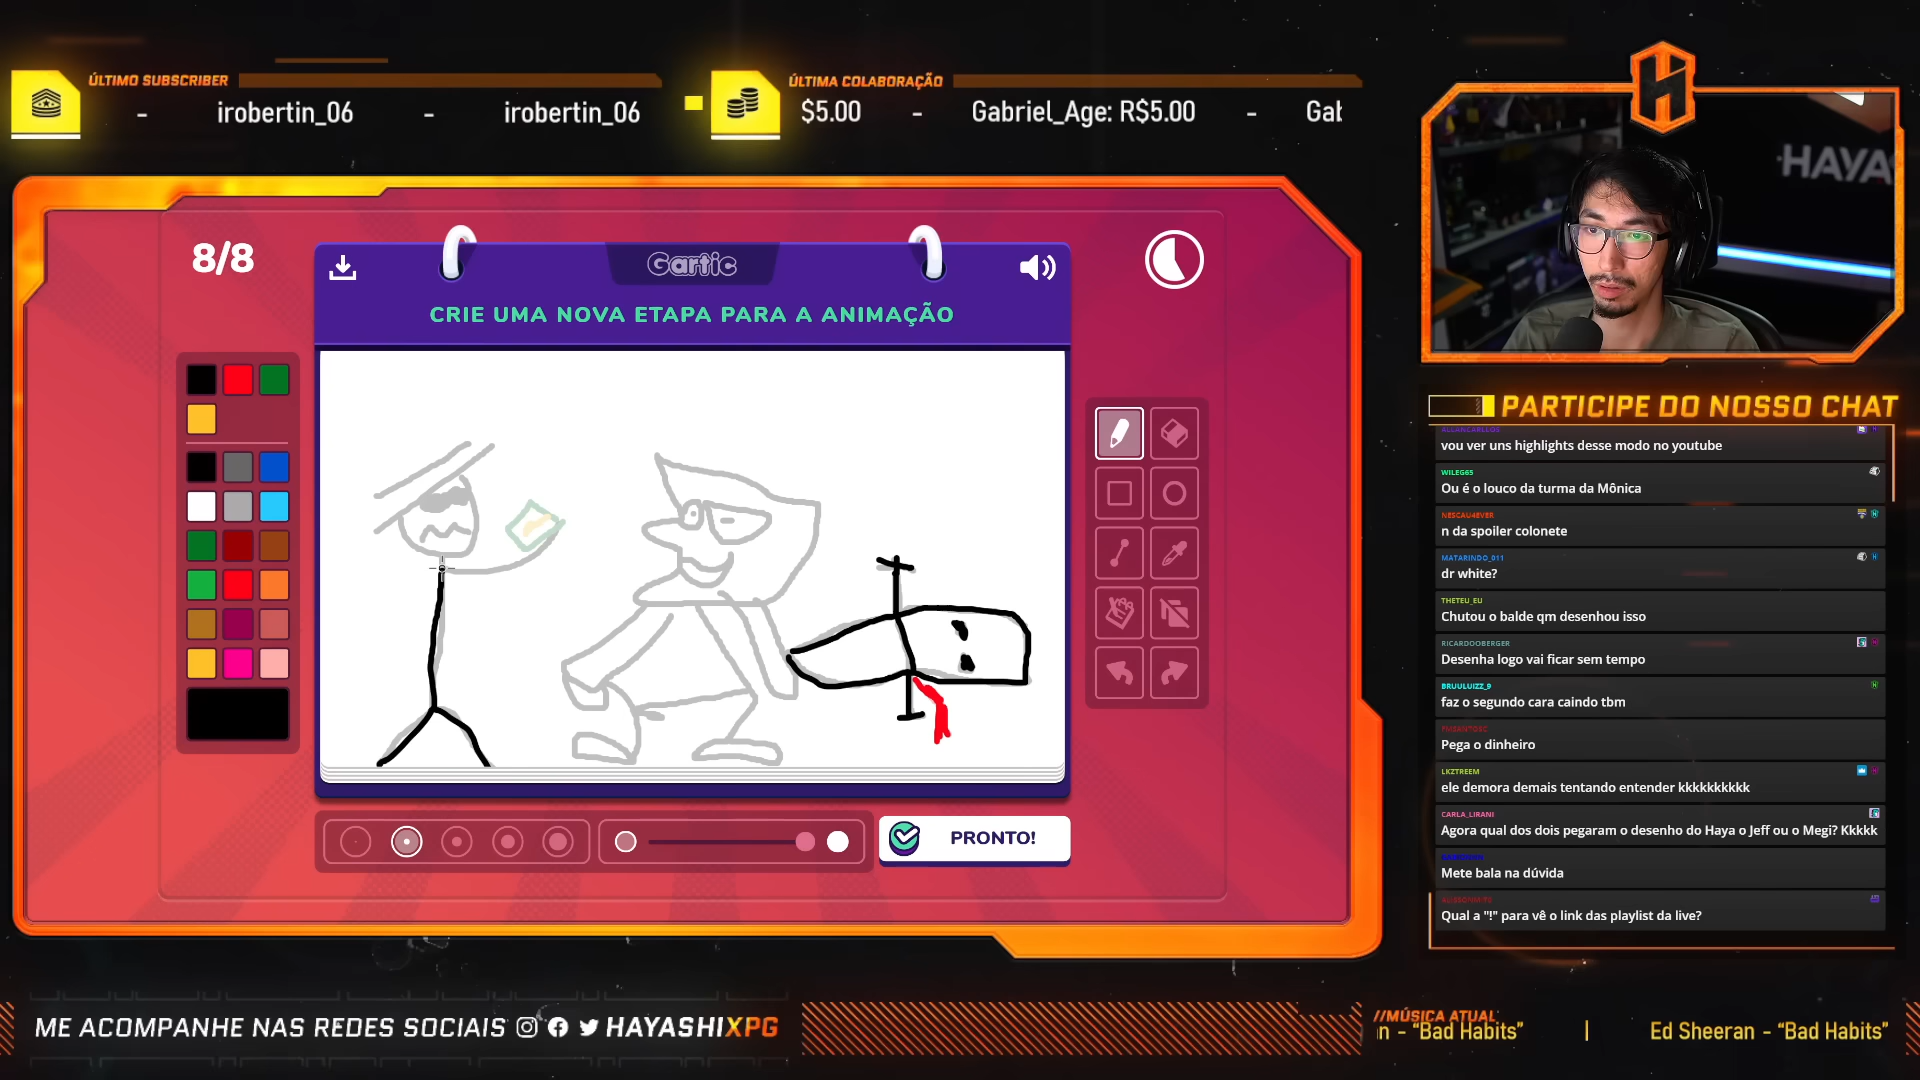 ÚLTIMO SUBSCRIBER
- irobertin_06 - irobertin_06
ÚLTIMA COLABORAÇÃO
$5.00 - Gabriel_Age: R$5.00 - Gab
HAYA
8/8
Gartic
CRIE UMA NOVA ETAPA PARA A ANIMAÇÃO
PRONTO!
PARTICIPE DO NOSSO CHAT
ALLANCARLLOS
vou ver uns highlights desse modo no youtube
WILEG65
Ou é o louco da turma da Mônica
NESCAU4EVER
n da spoiler colonete
MATARINDO_011
dr white?
THETEU_EU
Chutou o balde qm desenhou isso
RICARDOOBERGER
Desenha logo vai ficar sem tempo
BRUULUIZZ_9
faz o segundo cara caindo tbm
Pega o dinheiro
LKZTREEM
ele demora demais tentando entender kkkkkkkkkk
CARLA_LIRANI
Agora qual dos dois pegaram o desenho do Haya o Jeff ou o Megi? Kkkkk
Mete bala na dúvida
Qual a "!" para vê o link das playlist da live?
ME ACOMPANHE NAS REDES SOCIAIS HAYASHIXPG
//MÚSICA ATUAL
n - “Bad Habits” | Ed Sheeran - “Bad Habits”